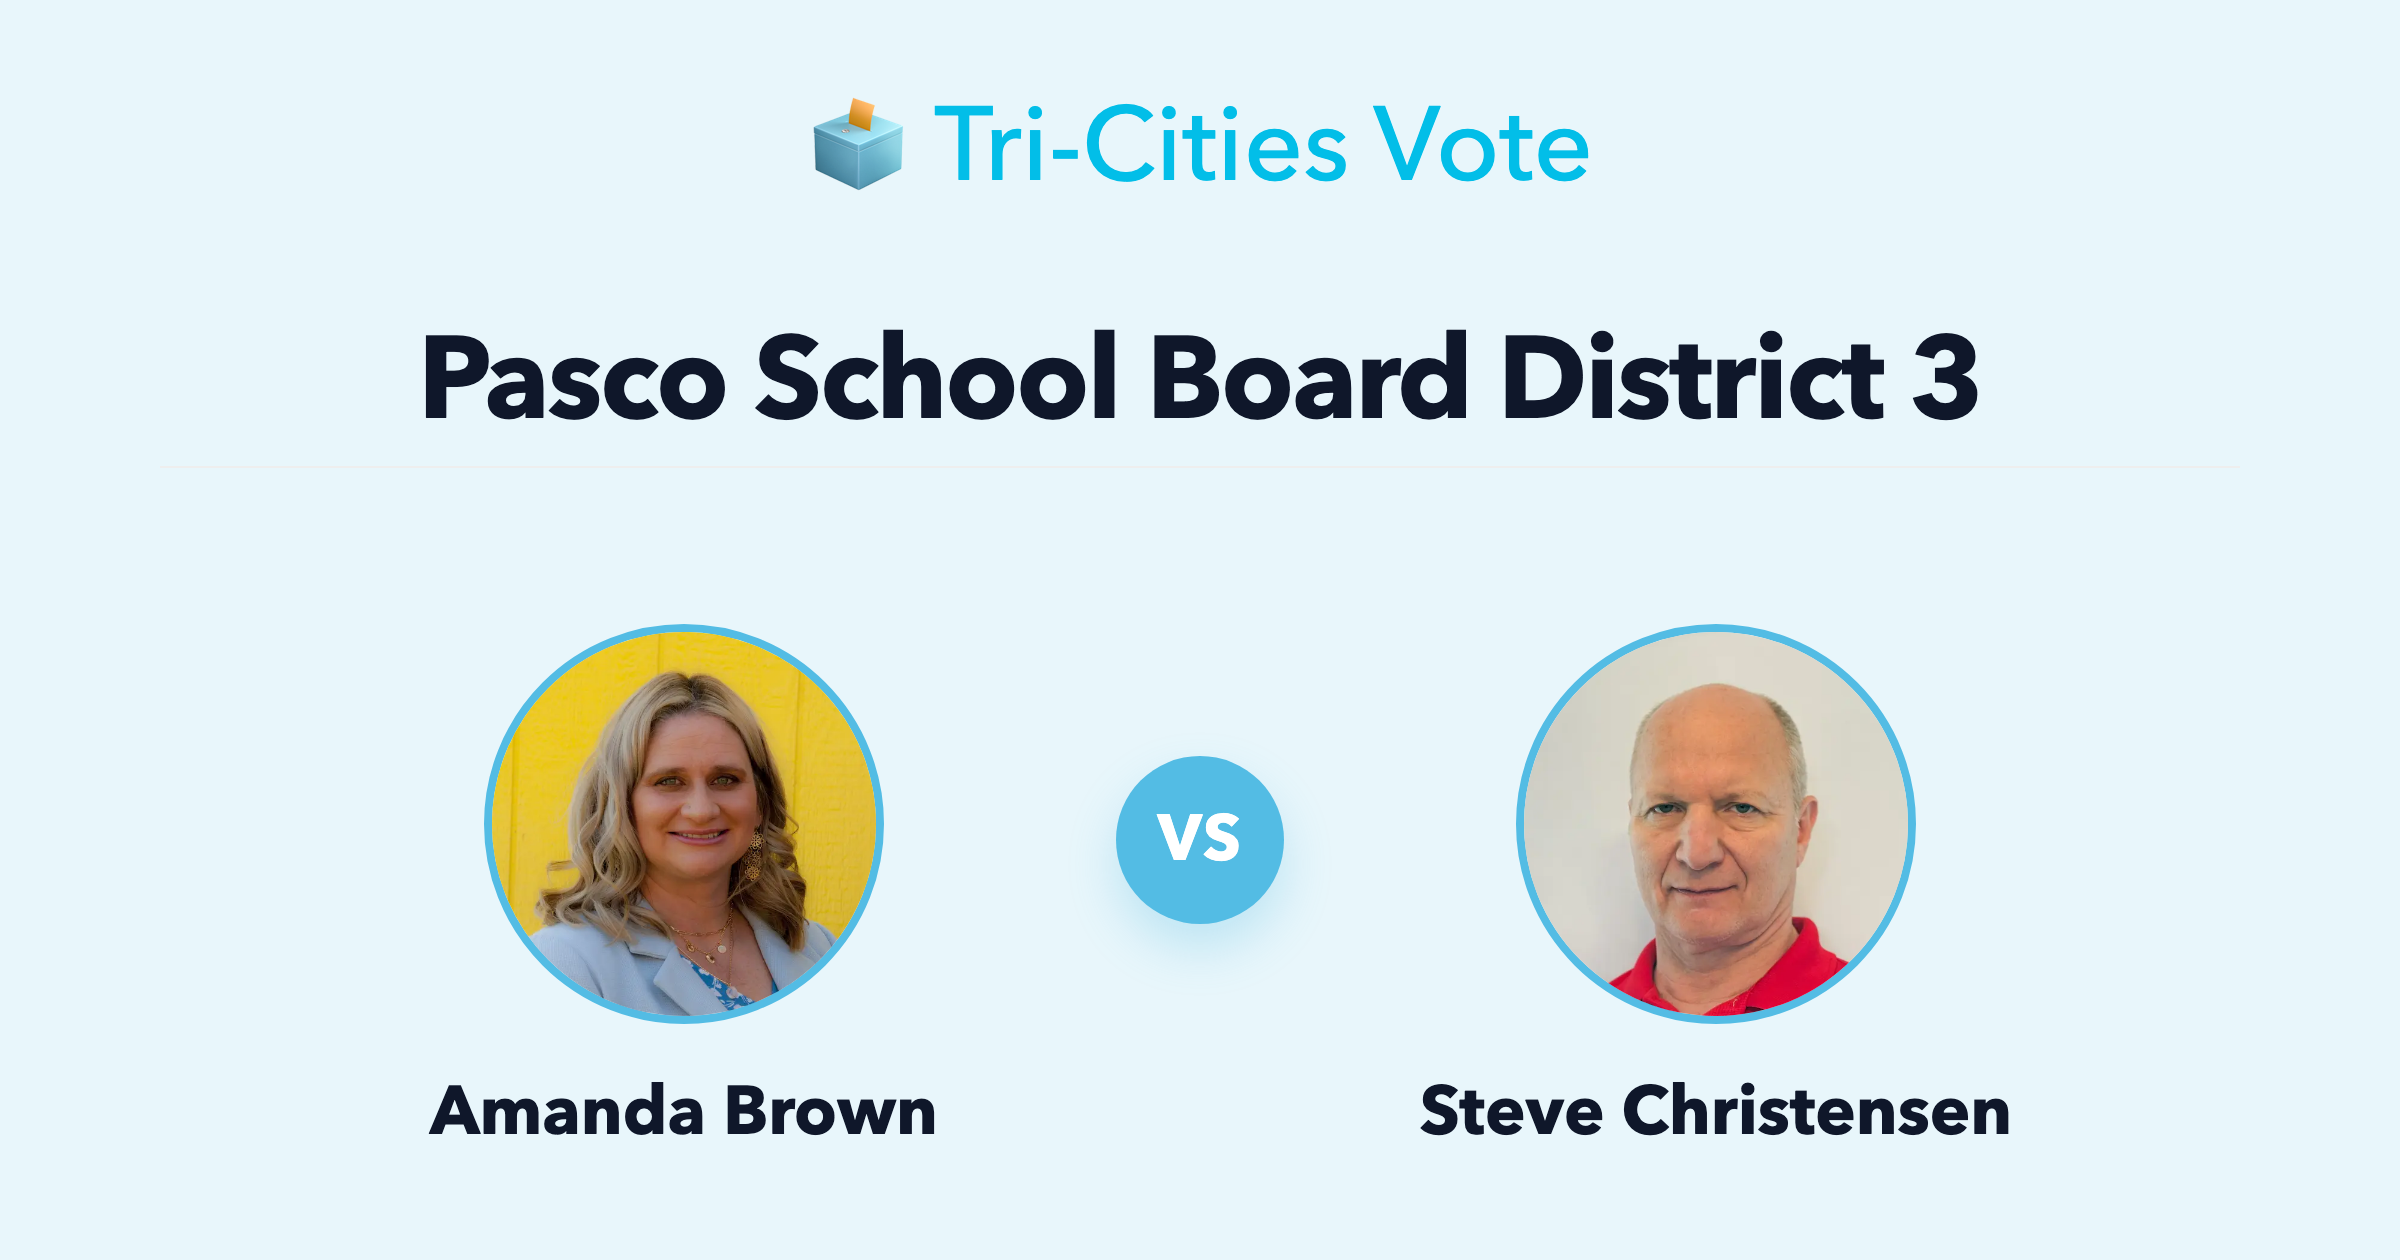 Tri-Cities Vote
Pasco School Board District 3
VS
Amanda Brown
Steve Christensen